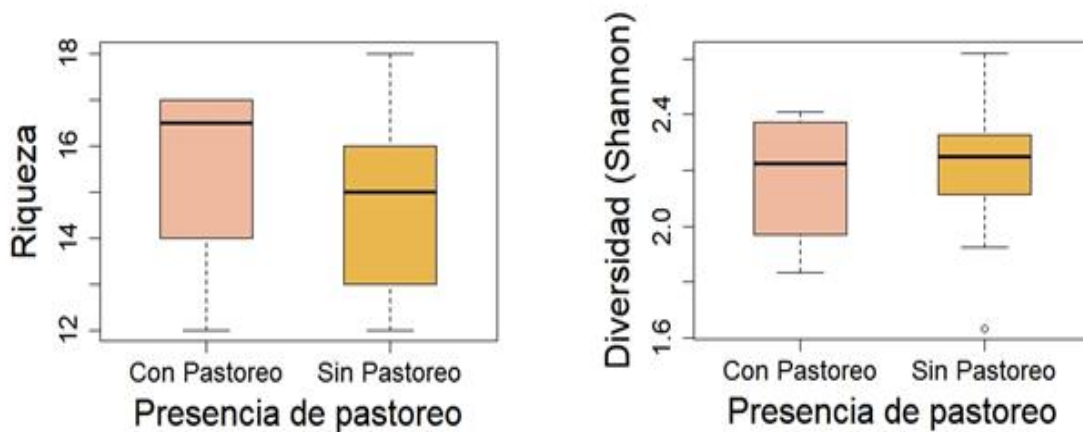 Riqueza
18
16
14
12
Con Pastoreo Sin Pastoreo
Presencia de pastoreo
Diversidad (Shannon)
2.4
2.0
1.6
Con Pastoreo Sin Pastoreo
Presencia de pastoreo